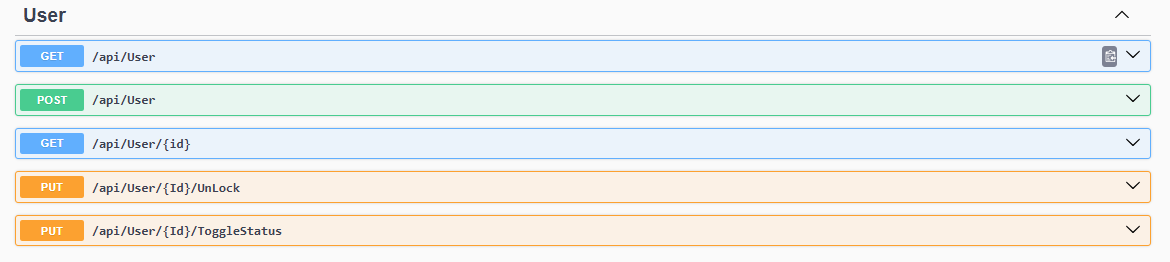 User
GET /api/User
POST /api/User
GET /api/User/{id}
PUT /api/User/{Id}/UnLock
PUT /api/User/{Id}/ToggleStatus